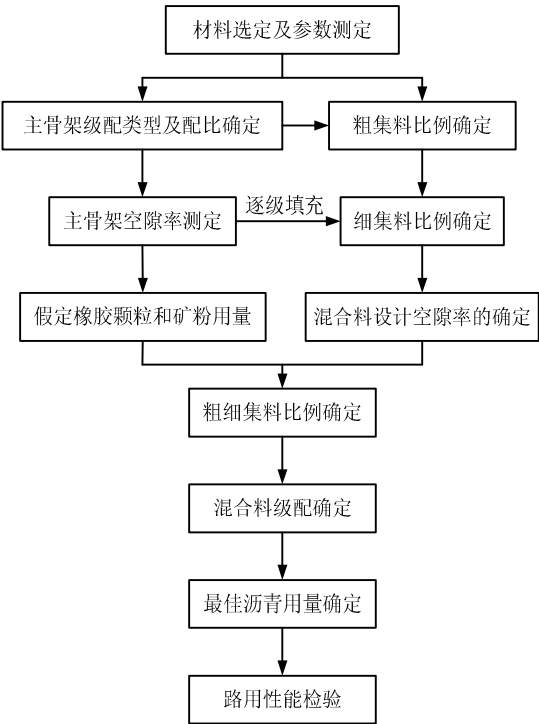 材料选定及参数测定
主骨架级配类型及配比确定
粗集料比例确定
主骨架空隙率测定
逐级填充
细集料比例确定
假定橡胶颗粒和矿粉用量
混合料设计空隙率的确定
粗细集料比例确定
混合料级配确定
最佳沥青用量确定
路用性能检验